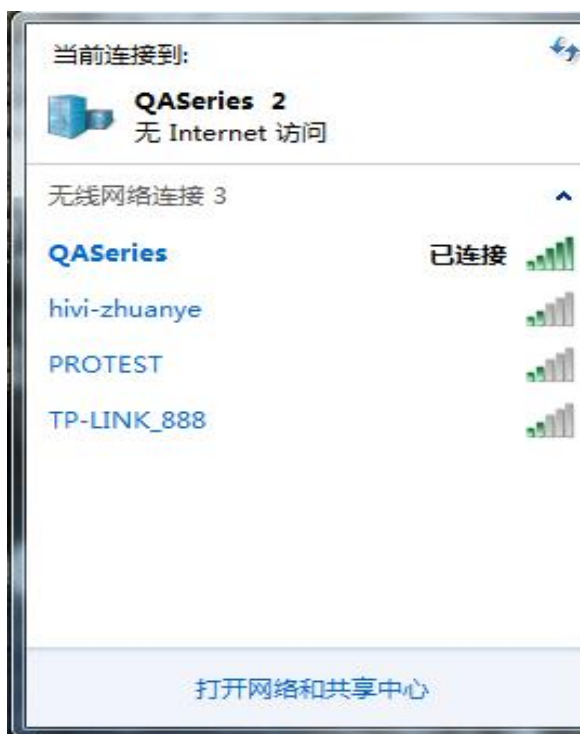 当前连接到:
QASeries 2
无 Internet 访问
无线网络连接 3
QASeries 已连接
hivi-zhuanye
PROTEST
TP-LINK_888
打开网络和共享中心